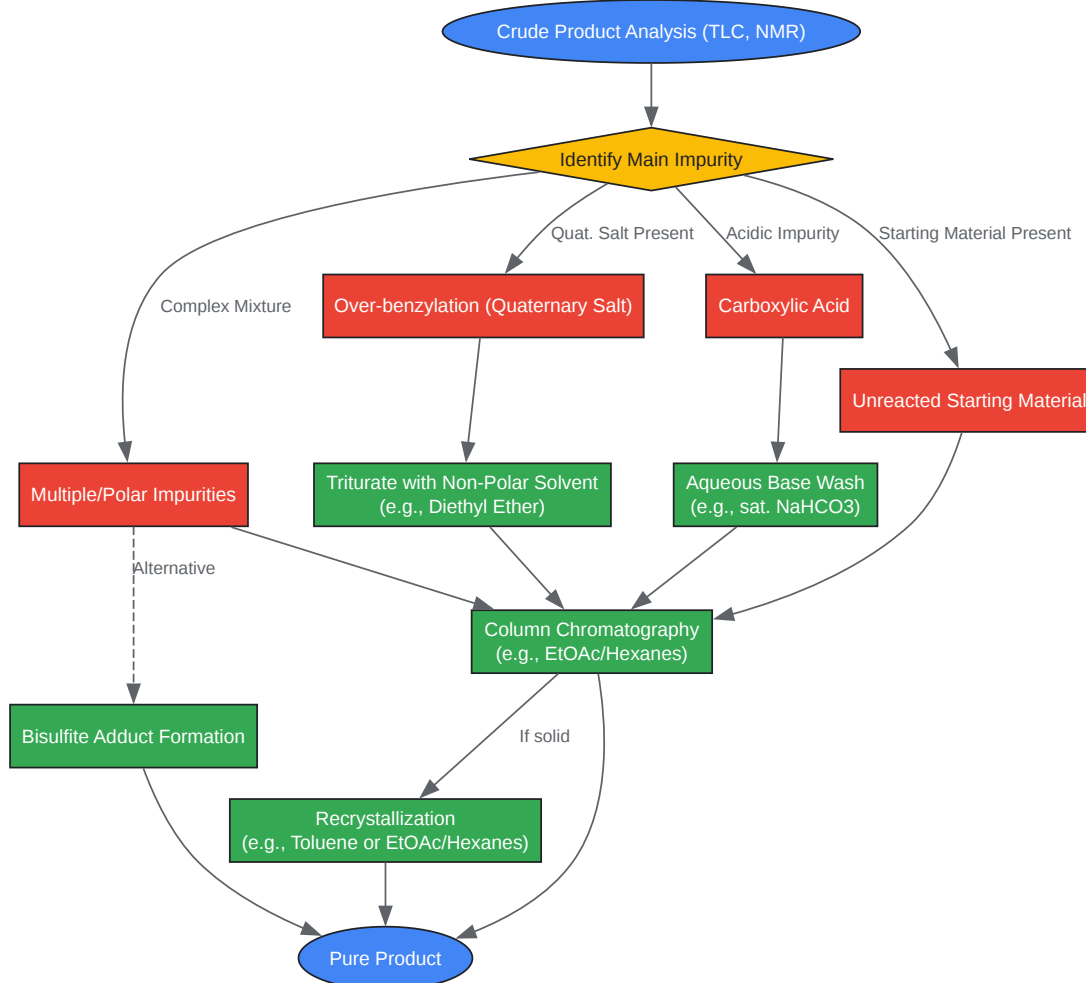 Crude Product Analysis (TLC, NMR)
Identify Main Impurity
Quat. Salt Present
Acidic Impurity
Starting Material Present
Complex Mixture
Over-benzylation (Quaternary Salt)
Carboxylic Acid
Unreacted Starting Material
Multiple/Polar Impurities
Triturate with Non-Polar Solvent
(e.g., Diethyl Ether)
Aqueous Base Wash
(e.g., sat. NaHCO3)
Alternative
Column Chromatography
(e.g., EtOAc/Hexanes)
Bisulfite Adduct Formation
If solid
Recrystallization
(e.g., Toluene or EtOAc/Hexanes)
Pure Product